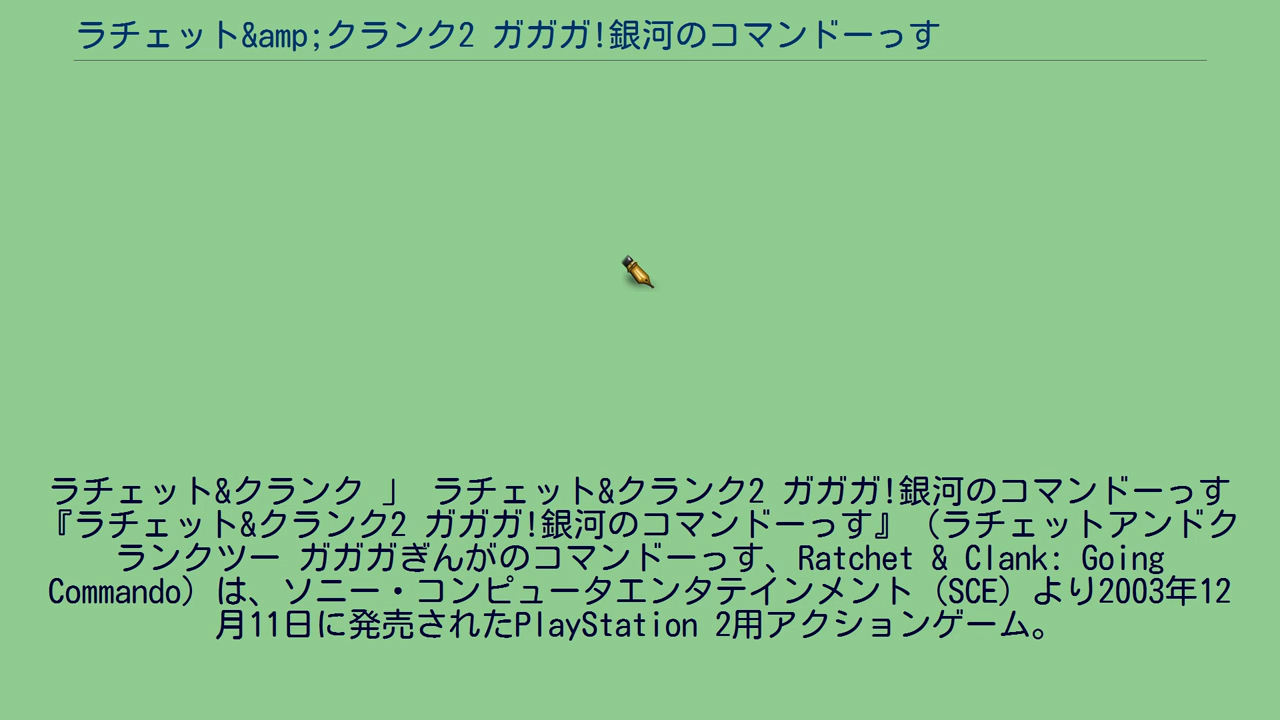 ラチェット&amp;クランク2 ガガガ!銀河のコマンドーっす
ラチェット&クランク 」 ラチェット&クランク2 ガガガ!銀河のコマンドーっす
『ラチェット&クランク2 ガガガ!銀河のコマンドーっす』（ラチェットアンドク
ランクツー ガガガぎんがのコマンドーっす、Ratchet & Clank: Going
Commando）は、ソニー・コンピュータエンタテインメント（SCE）より2003年12
月11日に発売されたPlayStation 2用アクションゲーム。